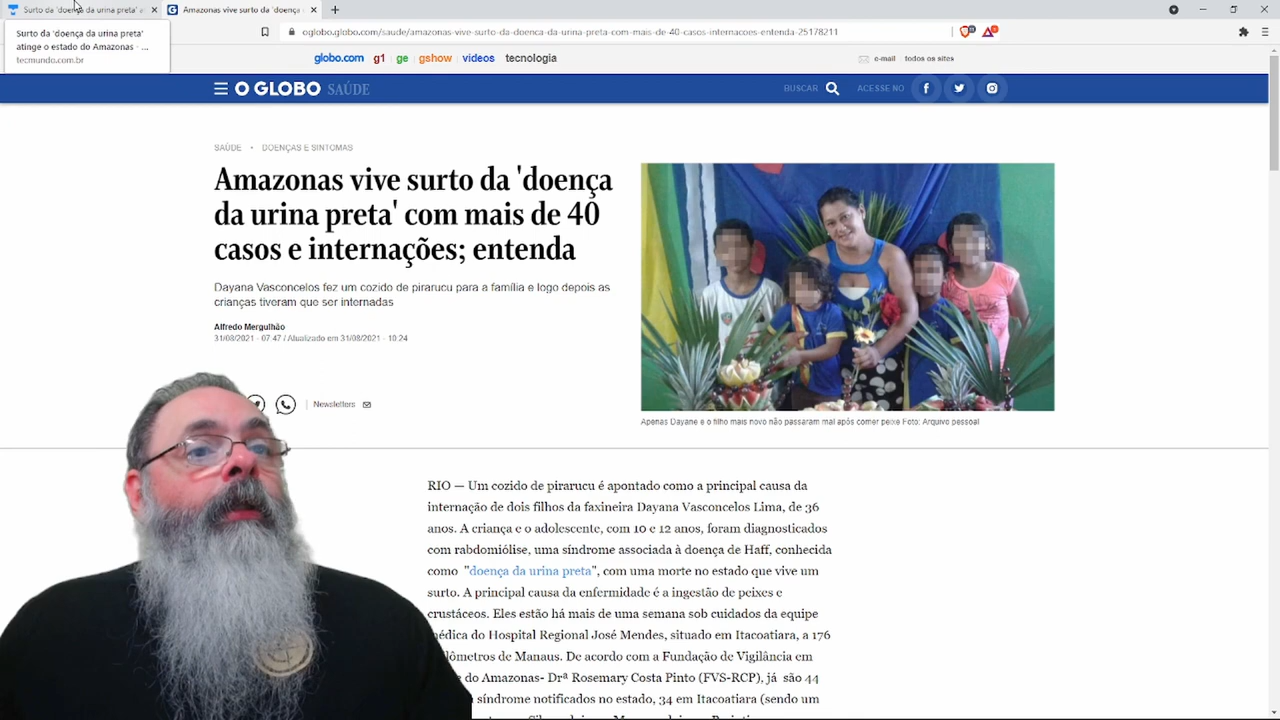 Surto da 'doença da urina preta' at
Amazonas vive surto da 'doença
Surto da 'doença da urina preta'
atinge o estado do Amazonas - ...
tecmundo.com.br
oglobo.globo.com/saude/amazonas-vive-surto-da-doenca-da-urina-preta-com-mais-de-40-casos-internacoes-entenda-25178211
globo.com g1 ge gshow videos tecnologia
e-mail todos os sites
O GLOBO SAÚDE
BUSCAR ACESSE NO
SAÚDE • DOENÇAS E SINTOMAS
Amazonas vive surto da 'doença
da urina preta' com mais de 40
casos e internações; entenda
Dayana Vasconcelos fez um cozido de pirarucu para a família e logo depois as
crianças tiveram que ser internadas
Alfredo Mergulhão
31/08/2021 - 07:47 / Atualizado em 31/08/2021 - 10:24
Newsletters
Apenas Dayane e o filho mais novo não passaram mal após comer peixe Foto: Arquivo pessoal
RIO — Um cozido de pirarucu é apontado como a principal causa da
internação de dois filhos da faxineira Dayana Vasconcelos Lima, de 36
anos. A criança e o adolescente, com 10 e 12 anos, foram diagnosticados
com rabdomiólise, uma síndrome associada à doença de Haff, conhecida
como "doença da urina preta", com uma morte no estado que vive um
surto. A principal causa da enfermidade é a ingestão de peixes e
crustáceos. Eles estão há mais de uma semana sob cuidados da equipe
médica do Hospital Regional José Mendes, situado em Itacoatiara, a 176
lômetros de Manaus. De acordo com a Fundação de Vigilância em
do Amazonas- Drª Rosemary Costa Pinto (FVS-RCP), já são 44
síndrome notificados no estado, 34 em Itacoatiara (sendo um